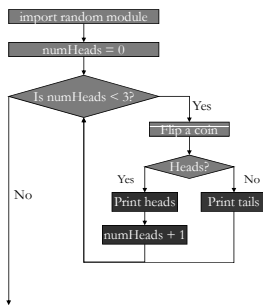 import random module
numHeads = 0
Is numHeads < 3?
Yes
Flip a coin
Heads?
Yes
No
No
Print heads
Print tails
numHeads + 1